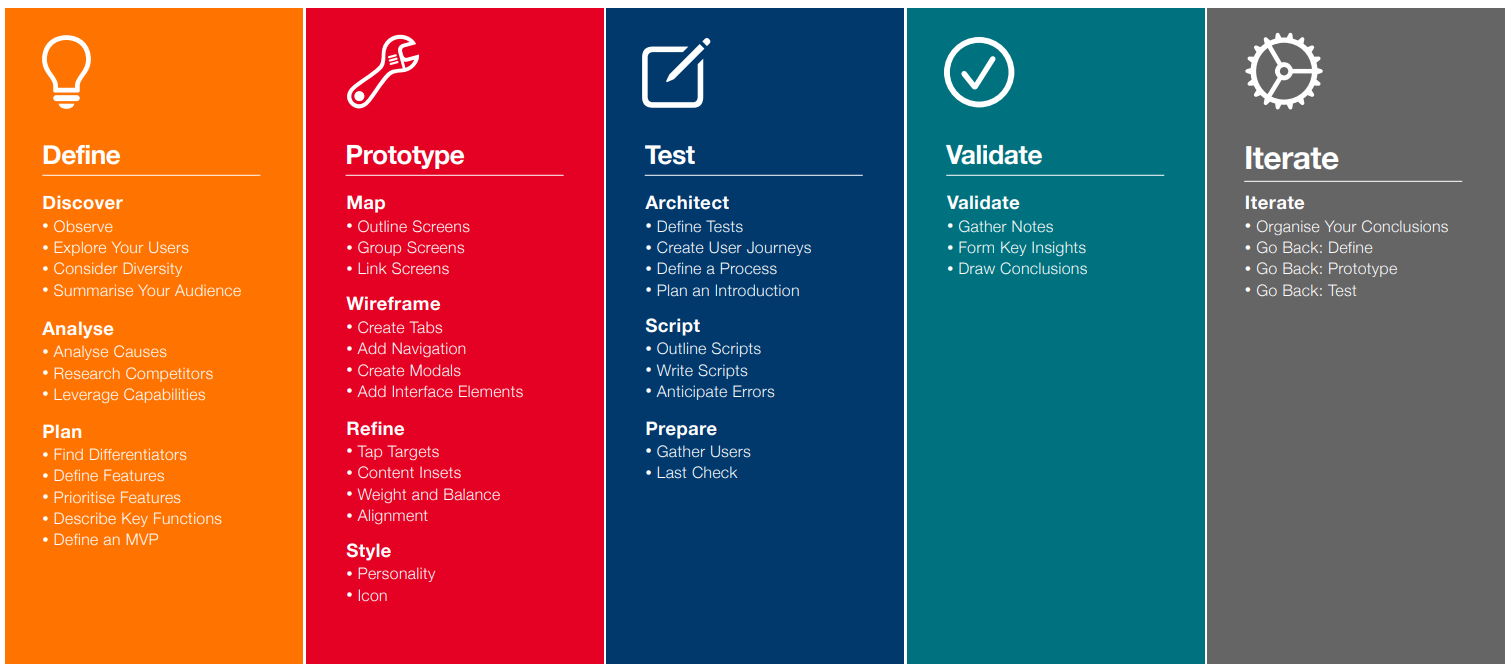 Define
Discover
• Observe
• Explore Your Users
• Consider Diversity
• Summarise Your Audience
Analyse
• Analyse Causes
• Research Competitors
• Leverage Capabilities
Plan
• Find Differentiators
• Define Features
• Prioritise Features
• Describe Key Functions
• Define an MVP
Prototype
Map
• Outline Screens
• Group Screens
• Link Screens
Wireframe
• Create Tabs
• Add Navigation
• Create Modals
• Add Interface Elements
Refine
• Tap Targets
• Content Insets
• Weight and Balance
• Alignment
Style
• Personality
• Icon
Test
Architect
• Define Tests
• Create User Journeys
• Define a Process
• Plan an Introduction
Script
• Outline Scripts
• Write Scripts
• Anticipate Errors
Prepare
• Gather Users
• Last Check
Validate
Validate
• Gather Notes
• Form Key Insights
• Draw Conclusions
Iterate
Iterate
• Organise Your Conclusions
• Go Back: Define
• Go Back: Prototype
• Go Back: Test